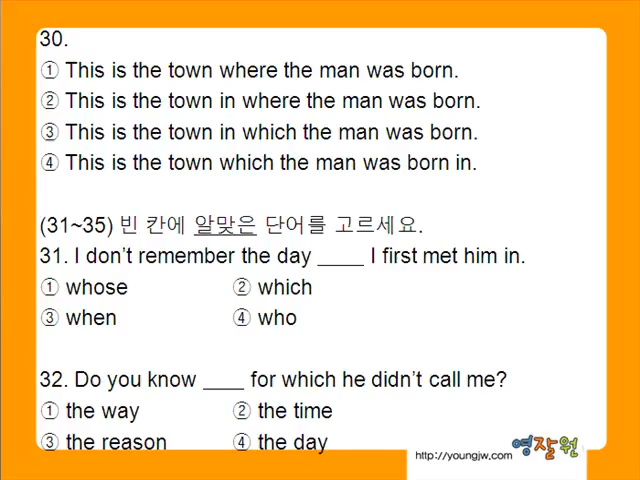 30.
① This is the town where the man was born.
② This is the town in where the man was born.
③ This is the town in which the man was born.
④ This is the town which the man was born in.
(31~35) 빈 칸에 알맞은 단어를 고르세요.
31. I don't remember the day ____ I first met him in.
① whose ② which
③ when ④ who
32. Do you know ____ for which he didn't call me?
① the way ② the time
③ the reason ④ the day
http://youngjw.com 영잘원